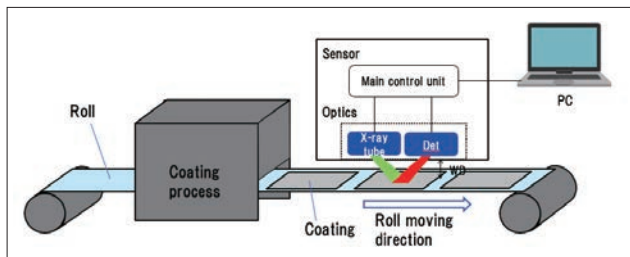 Sensor
Main control unit
PC
Optics
X-ray
tube
Det
WD
Roll
Coating
process
Coating
Roll moving
direction